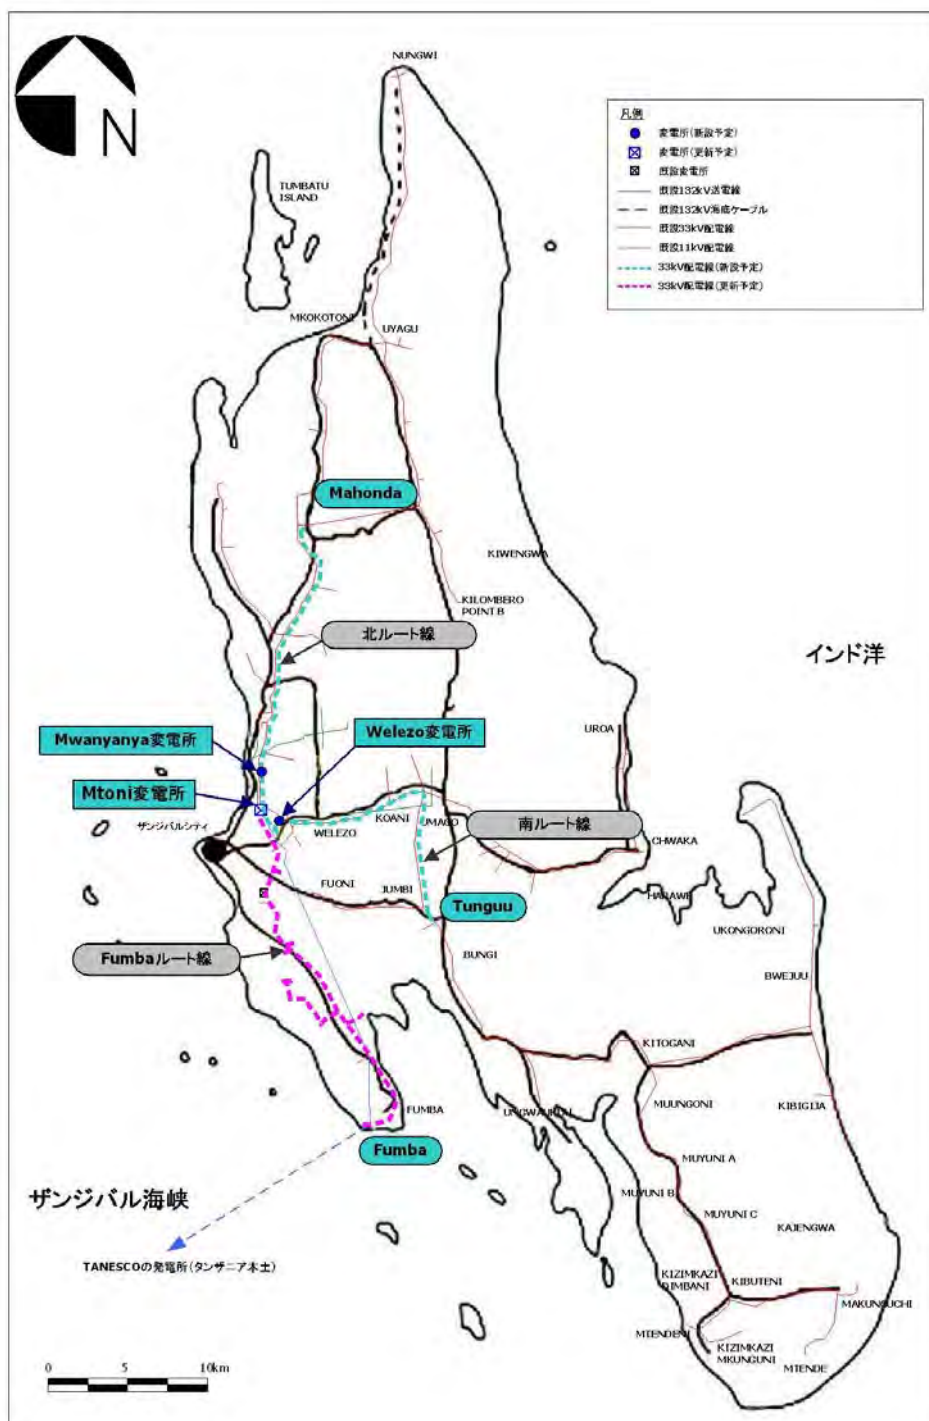 NUNGWI
N
凡例
変電所(新設予定)
変電所(更新予定)
既設変電所
既設132kV送電線
既設132kV海底ケーブル
既設33kV配電線
既設11kV配電線
33kV配電線(新設予定)
33kV配電線(更新予定)
TUMBATU
ISLAND
MKOKOTONI
UYAGU
Mahonda
KIWENGWA
KILOMBERO
POINT B
北ルート線
インド洋
UROA
Mwanyanya変電所
Welezo変電所
Mtoni変電所
ザンジバルシティ
WELEZO
KOANI
南ルート線
CHWAKA
FUONI
JUMBI
Tunguu
UKONGORONI
BUNGI
Fumbaルート線
BWEJUU
KITOGANI
FUMBA
MUUNGONI
Fumba
MUYUNI A
ザンジバル海峡
MUYUNI B
MUYUNI C
KAJENGWA
TANESCOの発電所(タンザニア本土)
KIZIMKAZI
DIMBANI
KIBUTENI
MAKUNDUCHI
MTENDENI
KIZIMKAZI
MKUNGUNI
MTENDE
0 5 10km